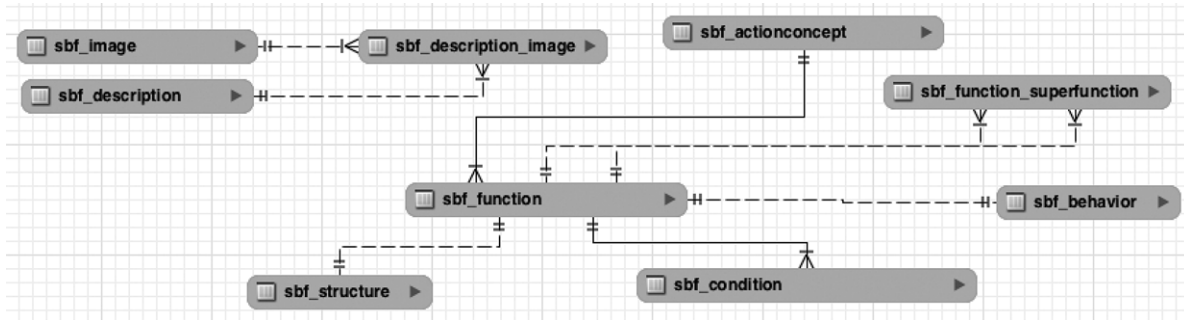 sbf_image
sbf_description_image
sbf_actionconcept
sbf_description
sbf_function_superfunction
sbf_function
sbf_behavior
sbf_structure
sbf_condition